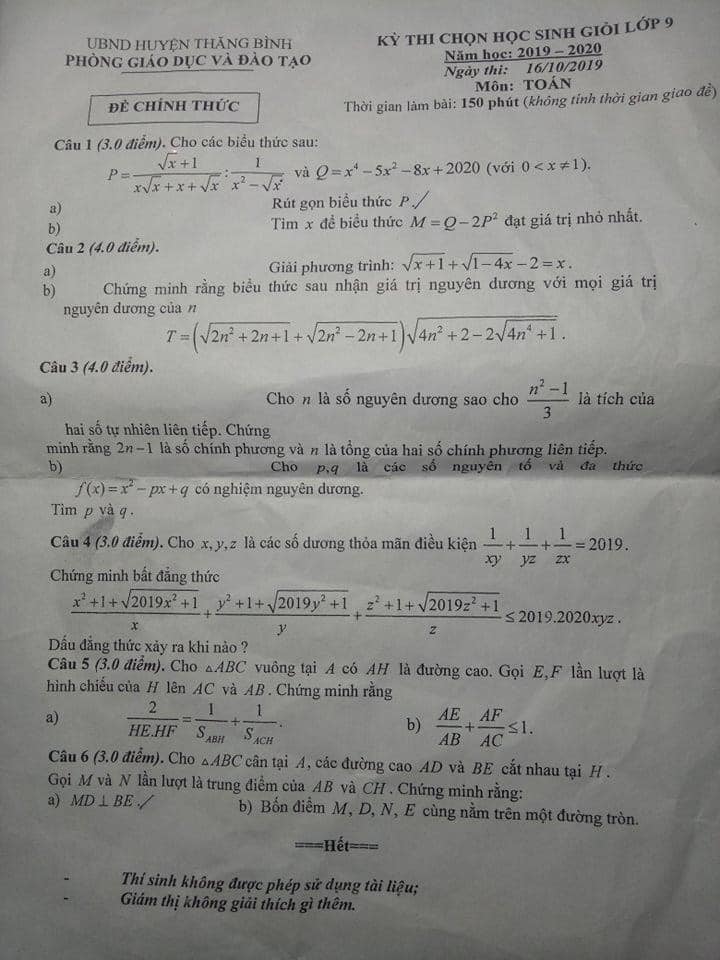 UBND HUYỆN THĂNG BÌNH
PHÒNG GIÁO DỤC VÀ ĐÀO TẠO
ĐỀ CHÍNH THỨC
KỲ THI CHỌN HỌC SINH GIỎI LỚP 9
Năm học: 2019 – 2020
Ngày thi: 16/10/2019
Môn: TOÁN
Thời gian làm bài: 150 phút (không tính thời gian giao đề)
Câu 1 (3.0 điểm). Cho các biểu thức sau:
P = (√x + 1)/(x√x + x + √x) : 1/(x² − √x) và Q = x⁴ − 5x² − 8x + 2020 (với 0 < x ≠ 1).
a) Rút gọn biểu thức P.
b) Tìm x để biểu thức M = Q − 2P² đạt giá trị nhỏ nhất.
Câu 2 (4.0 điểm).
a) Giải phương trình: √(x+1) + √(1−4x) − 2 = x.
b) Chứng minh rằng biểu thức sau nhận giá trị nguyên dương với mọi giá trị
nguyên dương của n
T = (√(2n² + 2n + 1) + √(2n² − 2n + 1))√(4n² + 2 − 2√(4n⁴ + 1)).
Câu 3 (4.0 điểm).
a) Cho n là số nguyên dương sao cho (n² − 1)/3 là tích của
hai số tự nhiên liên tiếp. Chứng
minh rằng 2n − 1 là số chính phương và n là tổng của hai số chính phương liên tiếp.
b) Cho p,q là các số nguyên tố và đa thức
f(x) = x² − px + q có nghiệm nguyên dương.
Tìm p và q.
Câu 4 (3.0 điểm). Cho x, y, z là các số dương thỏa mãn điều kiện 1/xy + 1/yz + 1/zx = 2019.
Chứng minh bất đẳng thức
(x² + 1 + √(2019x² + 1))/x + (y² + 1 + √(2019y² + 1))/y + (z² + 1 + √(2019z² + 1))/z ≤ 2019.2020xyz.
Dấu đẳng thức xảy ra khi nào ?
Câu 5 (3.0 điểm). Cho △ABC vuông tại A có AH là đường cao. Gọi E, F lần lượt là
hình chiếu của H lên AC và AB. Chứng minh rằng
a) 2/(HE.HF) = 1/S_ABH + 1/S_ACH. b) AE/AB + AF/AC ≤ 1.
Câu 6 (3.0 điểm). Cho △ABC cân tại A, các đường cao AD và BE cắt nhau tại H.
Gọi M và N lần lượt là trung điểm của AB và CH. Chứng minh rằng:
a) MD ⊥ BE. b) Bốn điểm M, D, N, E cùng nằm trên một đường tròn.
===Hết===
- Thí sinh không được phép sử dụng tài liệu;
- Giám thị không giải thích gì thêm.